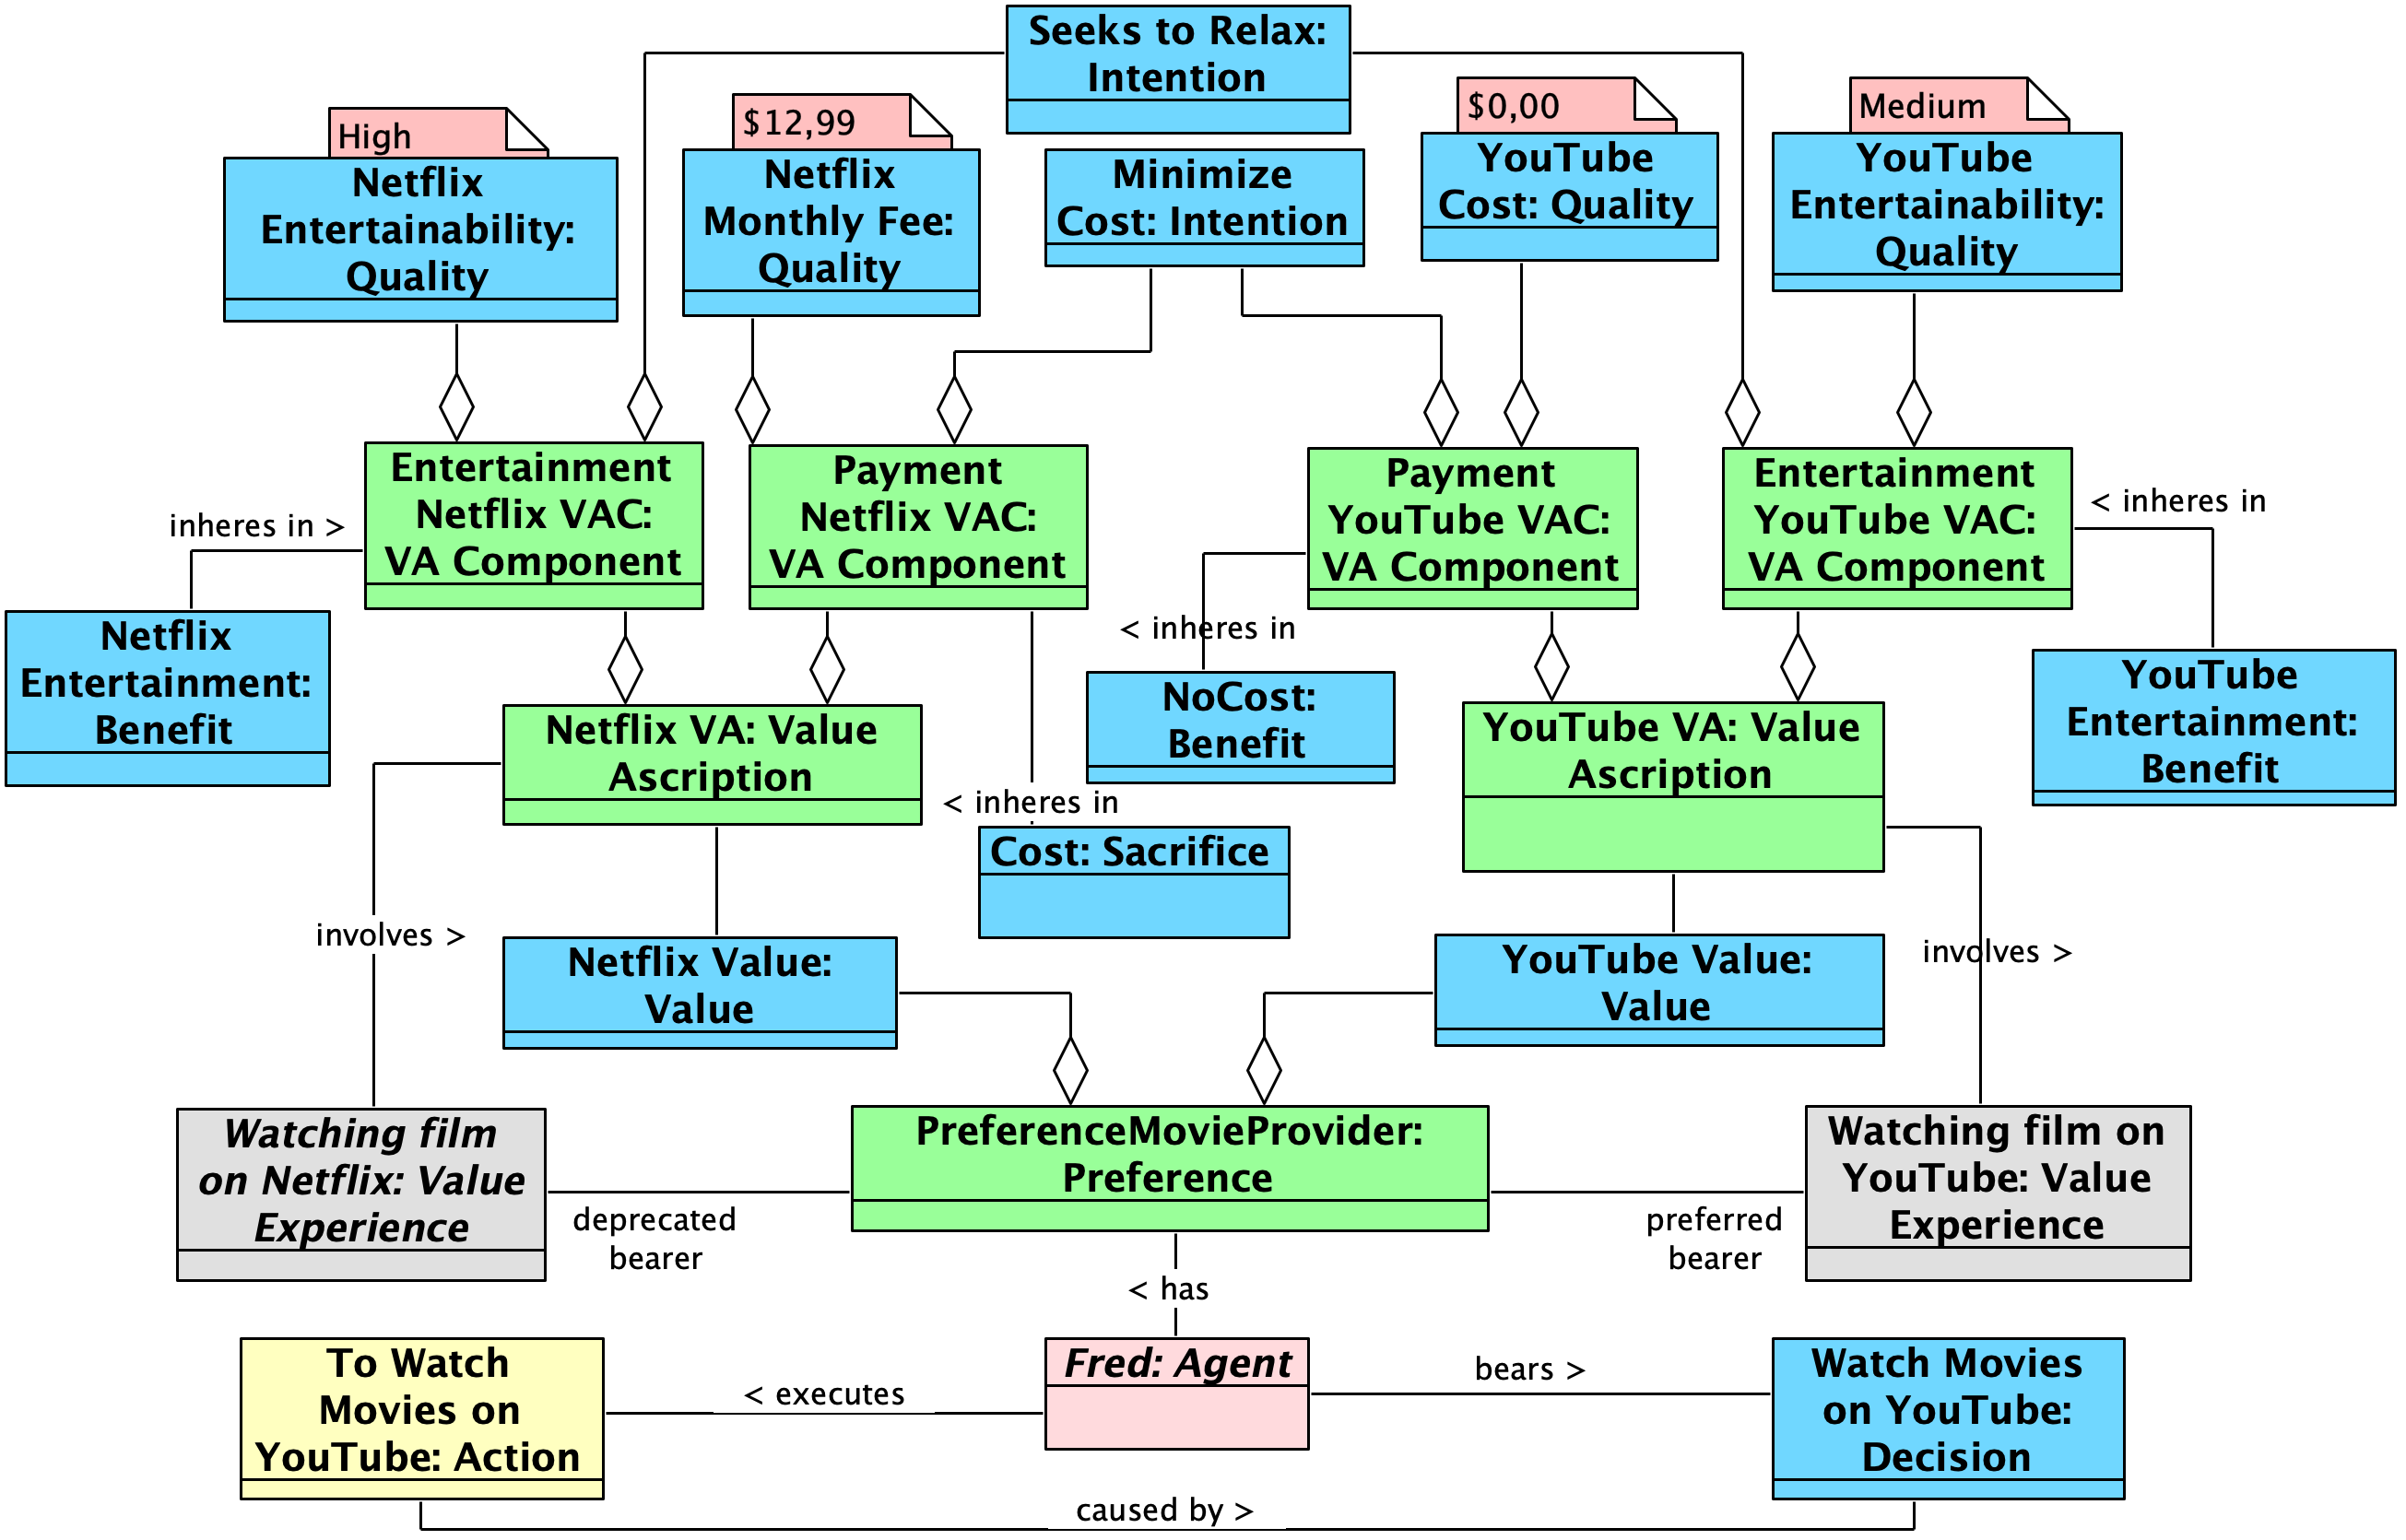 Seeks to Relax:
Intention
High
$12,99
$0,00
Medium
Netflix
Entertainability:
Quality
Netflix
Monthly Fee:
Quality
Minimize
Cost: Intention
YouTube
Cost: Quality
YouTube
Entertainability:
Quality
Entertainment
Netflix VAC:
VA Component
Payment
Netflix VAC:
VA Component
Payment
YouTube VAC:
VA Component
Entertainment
YouTube VAC:
VA Component
inheres in >
< inheres in
Netflix
Entertainment:
Benefit
< inheres in
NoCost:
Benefit
YouTube
Entertainment:
Benefit
Netflix VA: Value
Ascription
< inheres in
Cost: Sacrifice
YouTube VA: Value
Ascription
involves >
involves >
Netflix Value:
Value
YouTube Value:
Value
Watching film
on Netflix: Value
Experience
deprecated
bearer
PreferenceMovieProvider:
Preference
preferred
bearer
Watching film on
YouTube: Value
Experience
< has
To Watch
Movies on
YouTube: Action
< executes
Fred: Agent
bears >
Watch Movies
on YouTube:
Decision
caused by >